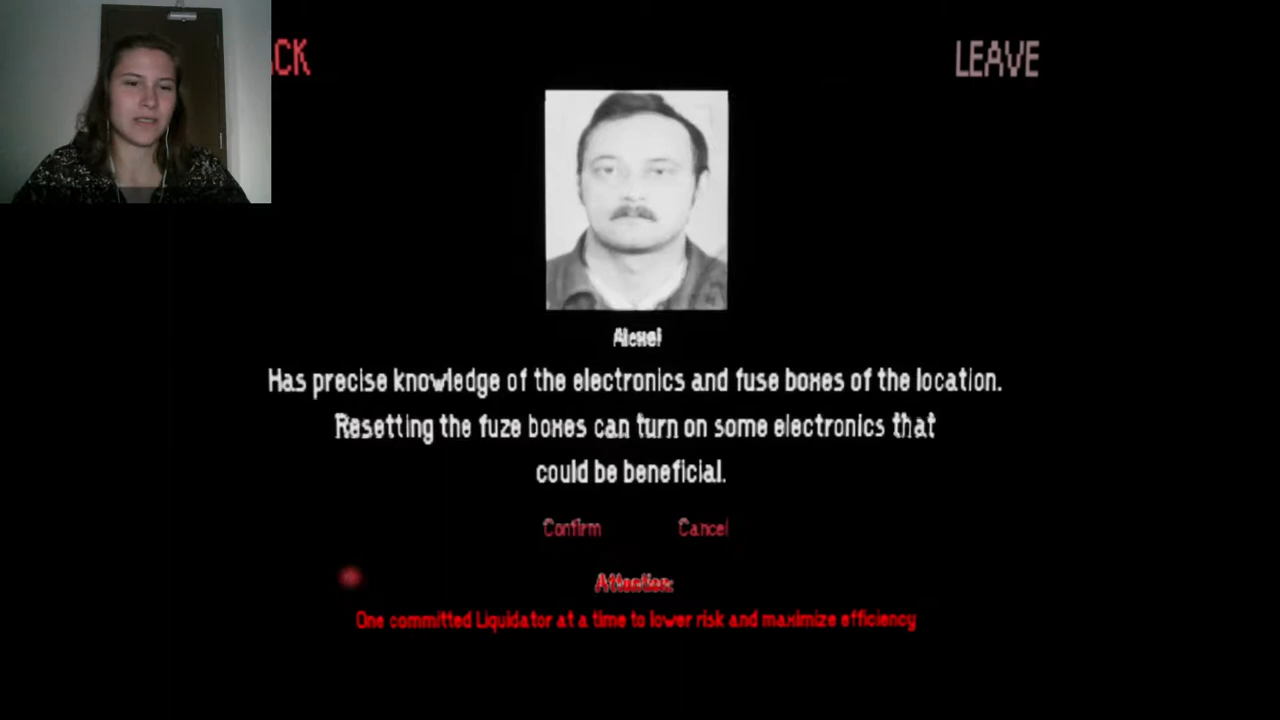 CK
LEAVE
Alexei
Has precise knowledge of the electronics and fuse boxes of the location.
Resetting the fuze boxes can turn on some electronics that
could be beneficial.
Confirm
Cancel
Attention:
One committed Liquidator at a time to lower risk and maximize efficiency